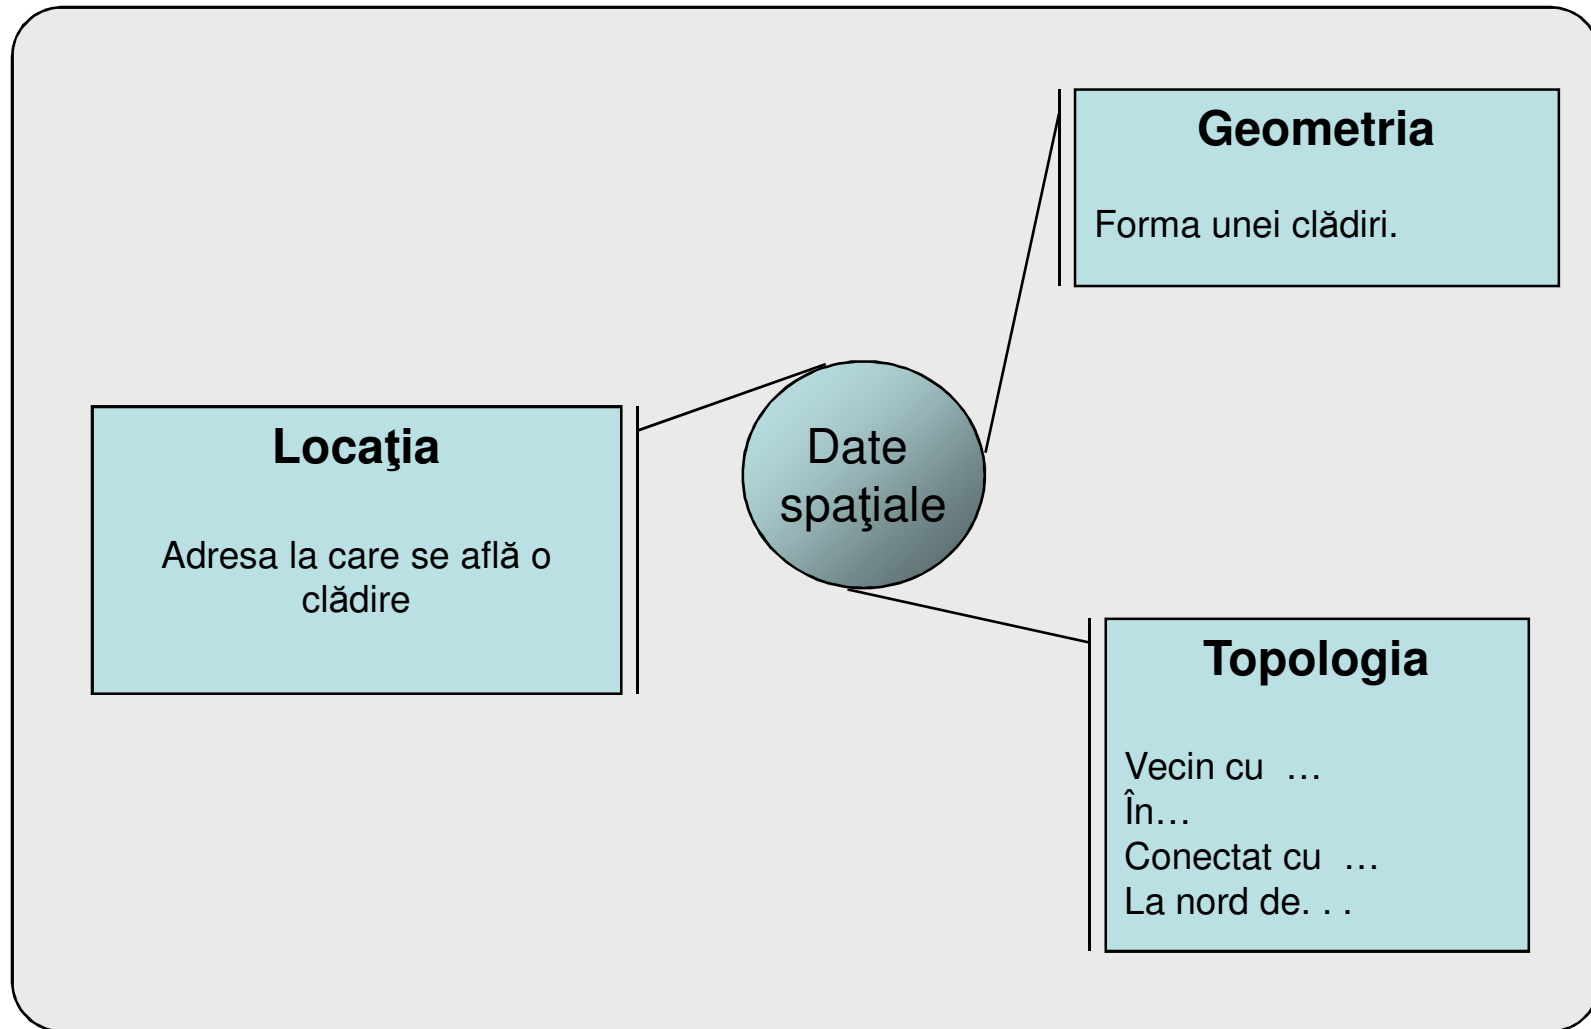 Geometria
Forma unei clădiri.
Locaţia
Adresa la care se află o
clădire
Date
spaţiale
Topologia
Vecin cu …
În…
Conectat cu …
La nord de. . .